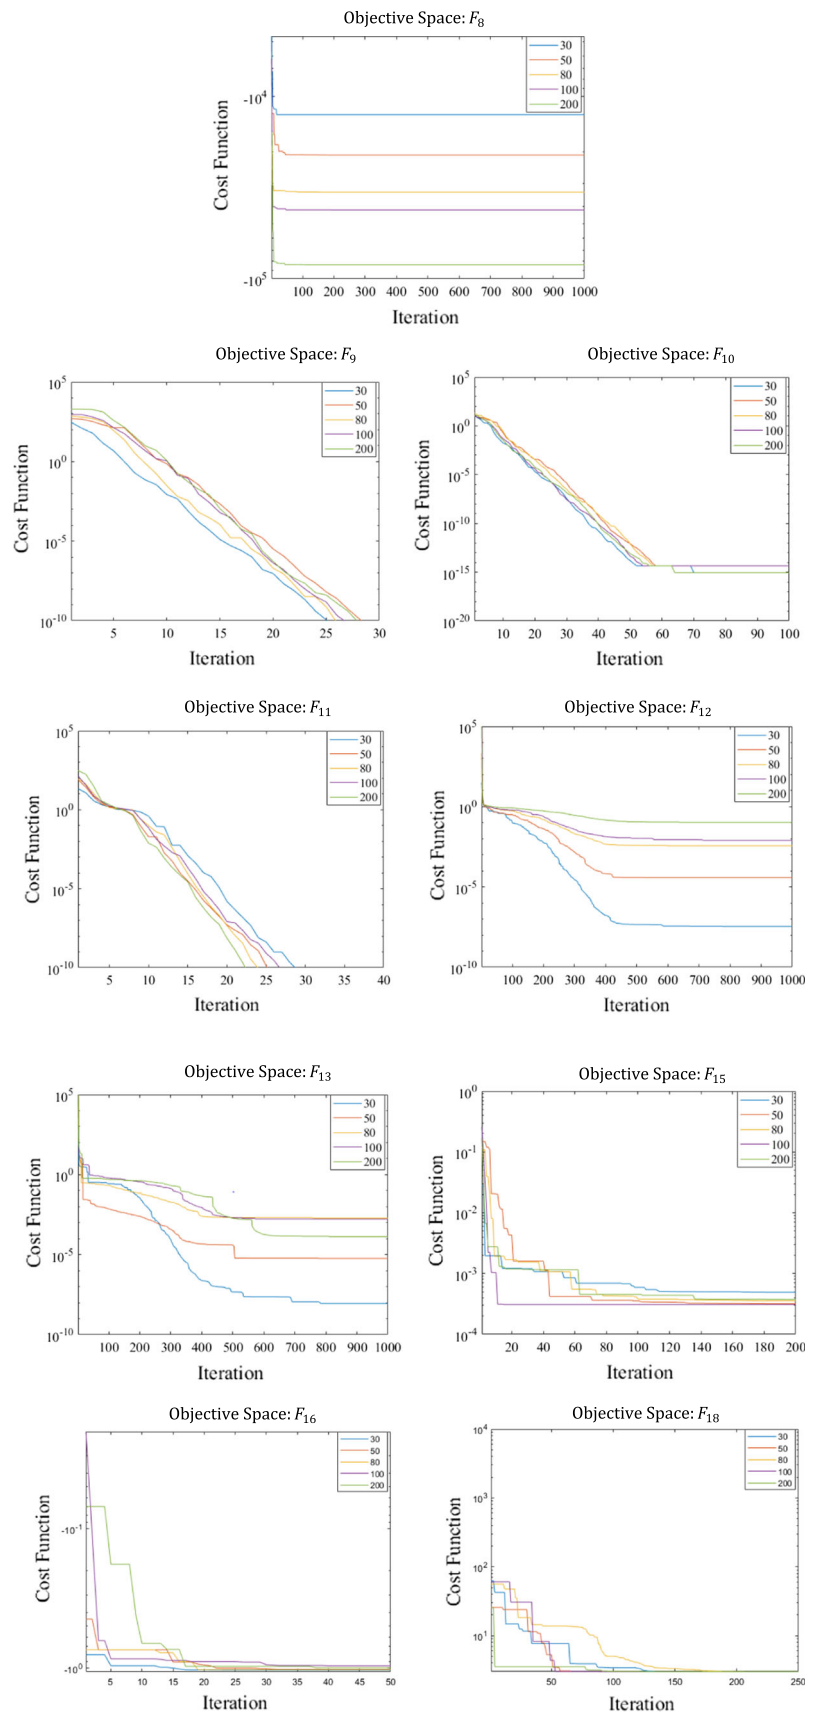 Objective Space: F8
30
50
80
100
200
-10^4
-10^5
Cost Function
100 200 300 400 500 600 700 800 900 1000
Iteration
Objective Space: F9
30
50
80
100
200
10^5
10^0
10^-5
10^-10
Cost Function
5 10 15 20 25 30
Iteration
Objective Space: F10
30
50
80
100
200
10^5
10^0
10^-5
10^-10
10^-15
10^-20
Cost Function
10 20 30 40 50 60 70 80 90 100
Iteration
Objective Space: F11
30
50
80
100
200
10^5
10^0
10^-5
10^-10
Cost Function
5 10 15 20 25 30 35 40
Iteration
Objective Space: F12
30
50
80
100
200
10^5
10^0
10^-5
10^-10
Cost Function
100 200 300 400 500 600 700 800 900 1000
Iteration
Objective Space: F13
30
50
80
100
200
10^5
10^0
10^-5
10^-10
Cost Function
100 200 300 400 500 600 700 800 900 1000
Iteration
Objective Space: F15
30
50
80
100
200
10^0
10^-1
10^-2
10^-3
10^-4
Cost Function
20 40 60 80 100 120 140 160 180 200
Iteration
Objective Space: F16
30
50
80
100
200
-10^-1
-10^0
Cost Function
5 10 15 20 25 30 35 40 45 50
Iteration
Objective Space: F18
30
50
80
100
200
10^4
10^3
10^2
10^1
Cost Function
50 100 150 200 250
Iteration